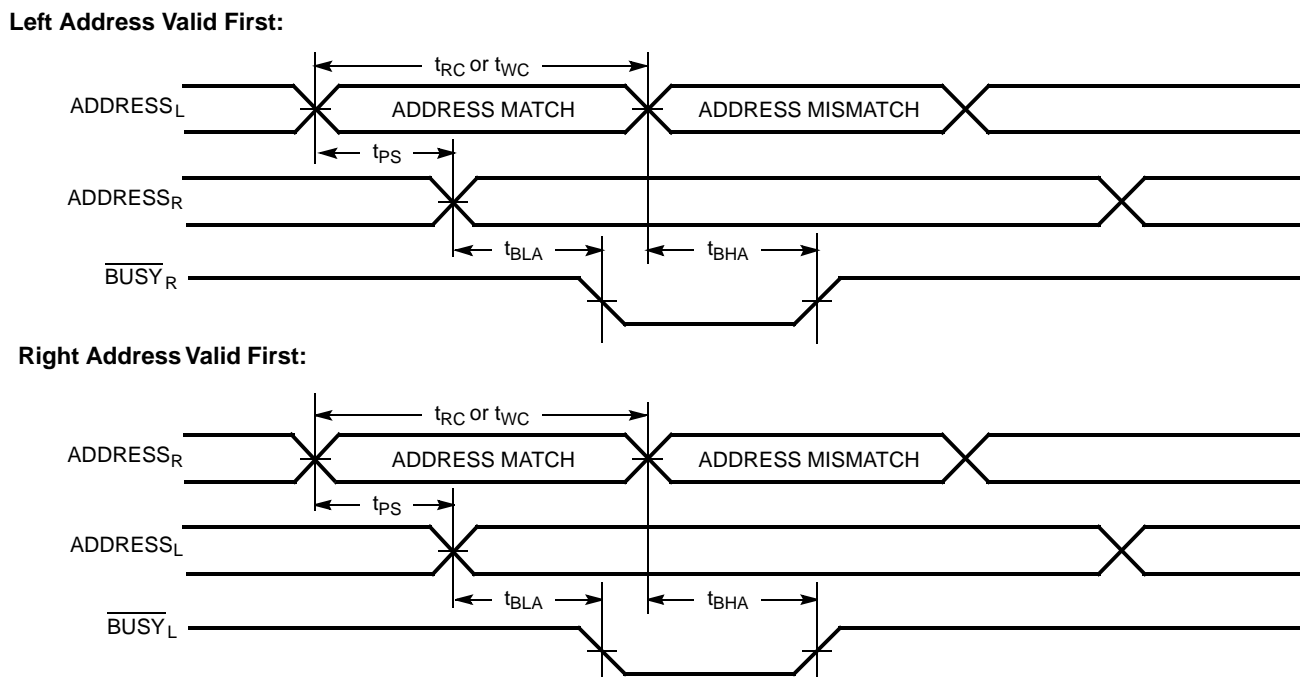 Left Address Valid First:
tRC or tWC
ADDRESSL
ADDRESS MATCH
ADDRESS MISMATCH
tPS
ADDRESSR
tBLA
tBHA
BUSYR
Right Address Valid First:
tRC or tWC
ADDRESSR
ADDRESS MATCH
ADDRESS MISMATCH
tPS
ADDRESSL
tBLA
tBHA
BUSYL